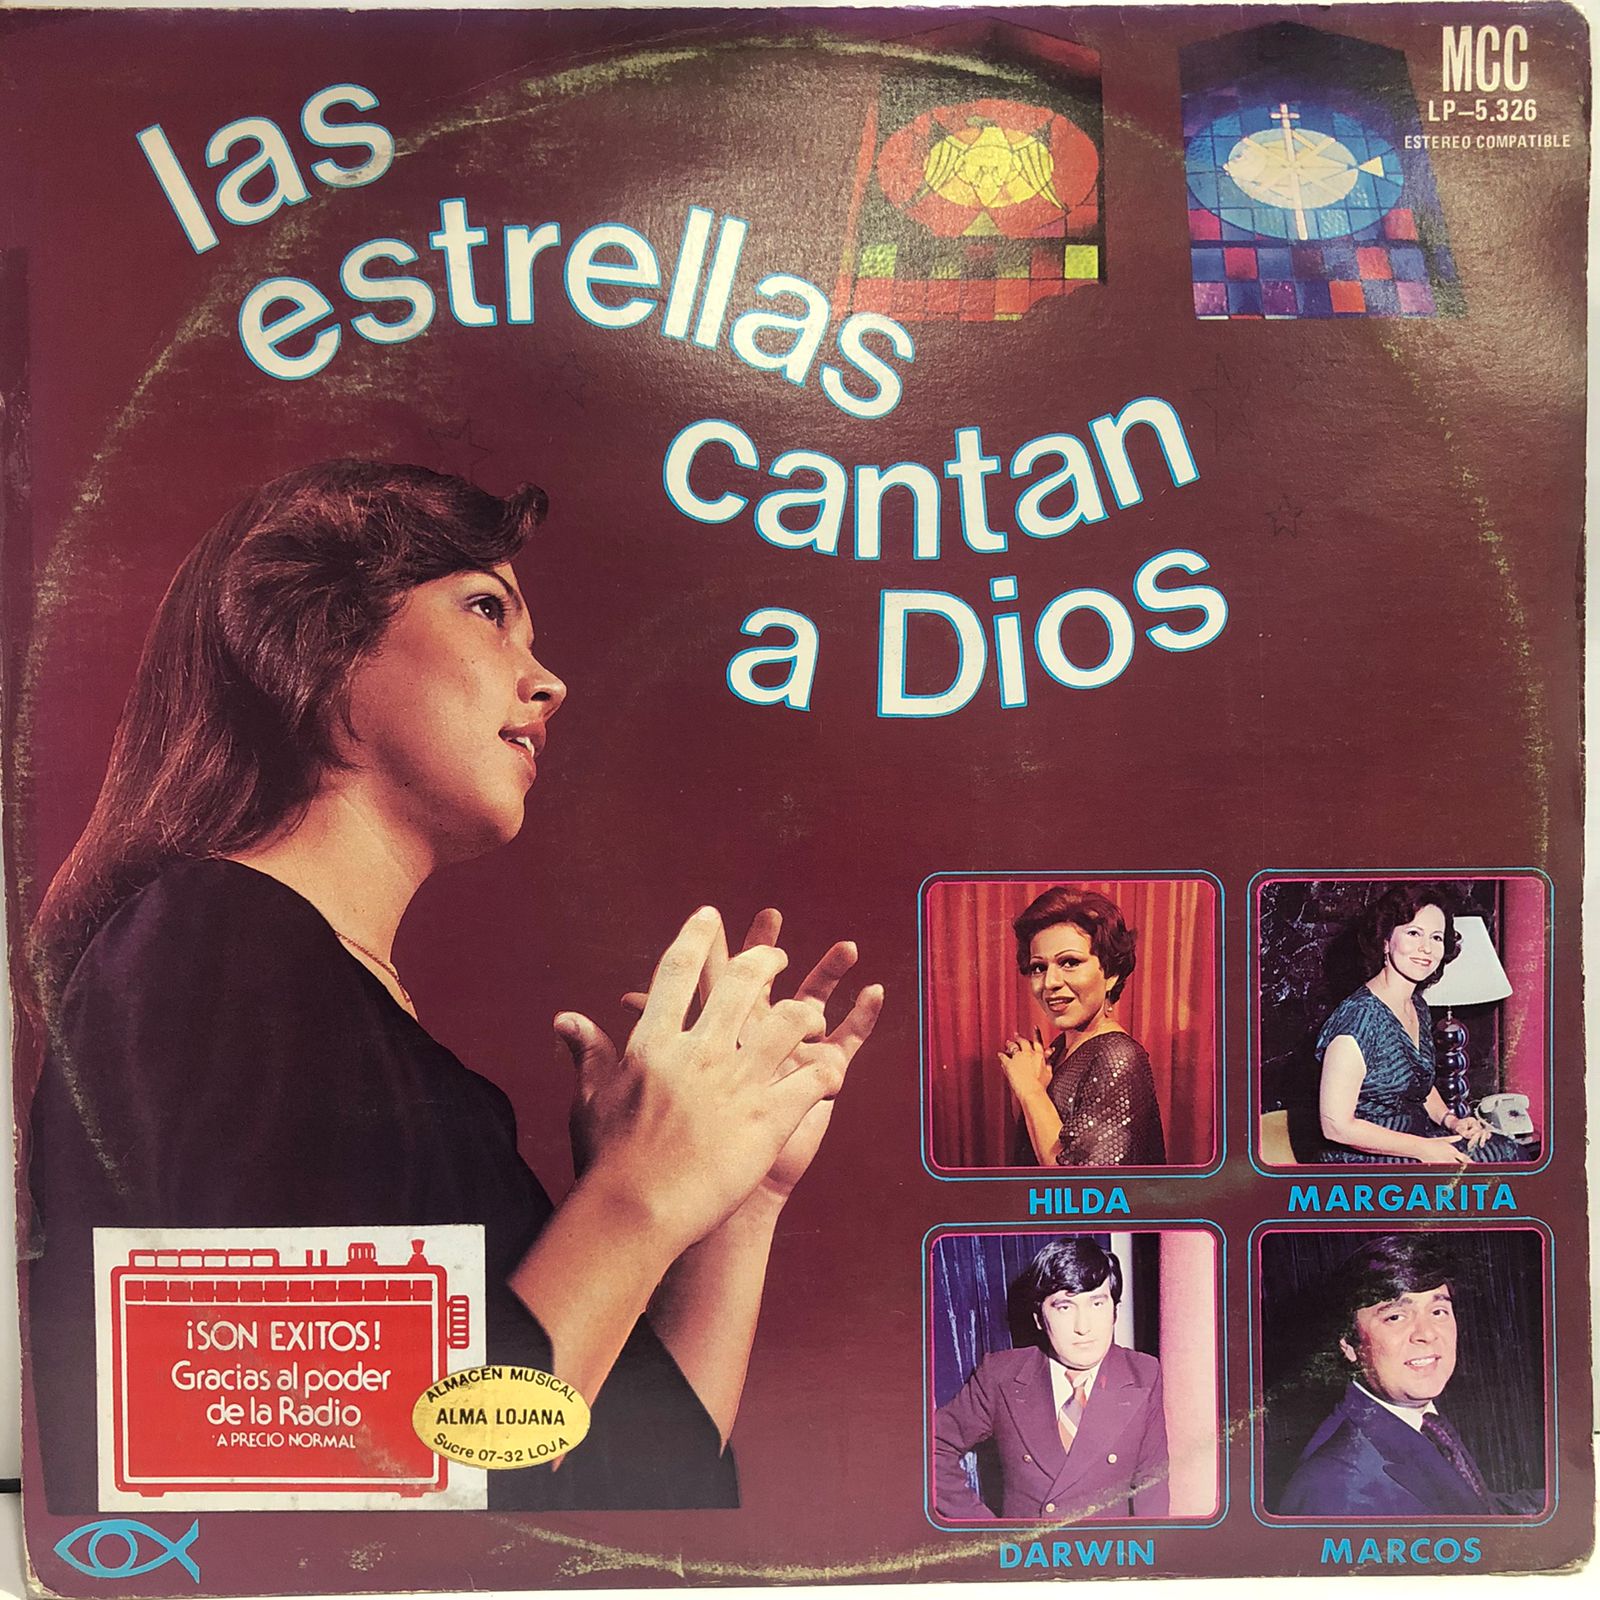 las
estrellas
cantan
a Dios
MCC
LP-5.326
ESTEREO COMPATIBLE
HILDA
MARGARITA
DARWIN
MARCOS
¡SON EXITOS!
Gracias al poder
de la Radio
A PRECIO NORMAL
ALMACEN MUSICAL
ALMA LOJANA
Sucre 07-32 LOJA